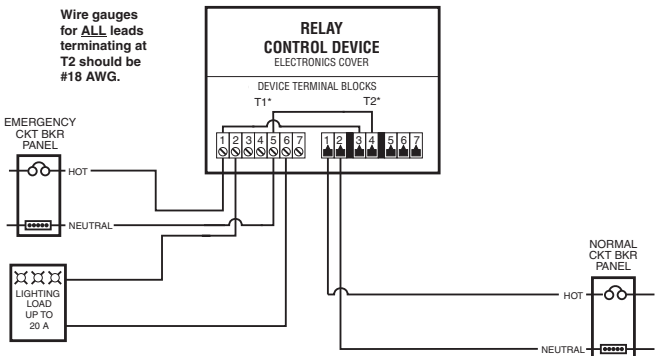 Wire gauges
for ALL leads
terminating at
T2 should be
#18 AWG.
RELAY
CONTROL DEVICE
ELECTRONICS COVER
DEVICE TERMINAL BLOCKS
T1* T2*
1 2 3 4 5 6 7 1 2 3 4 5 6 7
EMERGENCY
CKT BKR
PANEL
HOT
NEUTRAL
LIGHTING
LOAD
UP TO
20 A
NORMAL
CKT BKR
PANEL
HOT
NEUTRAL